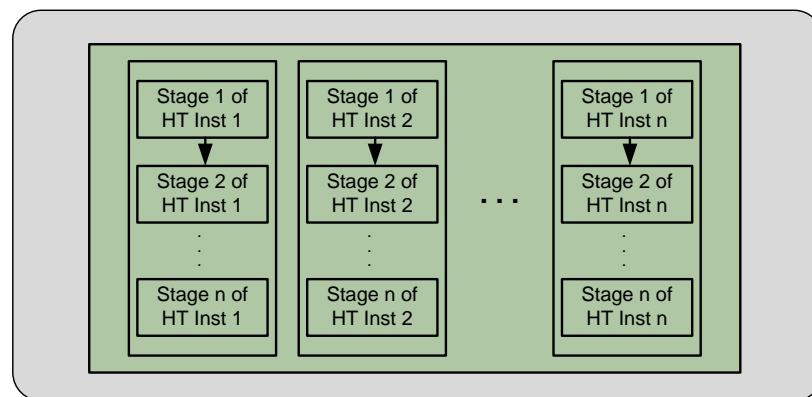 Stage 1 of
HT Inst 1
Stage 1 of
HT Inst 2
Stage 1 of
HT Inst n
Stage 2 of
HT Inst 1
Stage 2 of
HT Inst 2
. . .
Stage 2 of
HT Inst n
Stage n of
HT Inst 1
Stage n of
HT Inst 2
Stage n of
HT Inst n